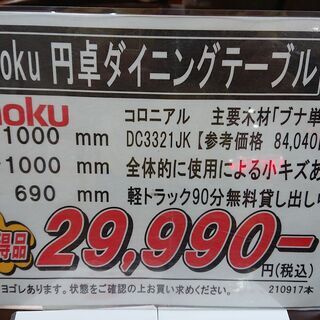 oku 円卓ダイニングテーブル
noku コロニアル 主要木材「ブナ単
1000 mm DC3321JK【参考価格 84,040
1000 mm 全体的に使用による小キズあ
690 mm 軽トラック90分無料貸し出し
得品 29,990-
円(税込)
ヨゴレあります。状態をご確認の上お買い求めください。 210917本